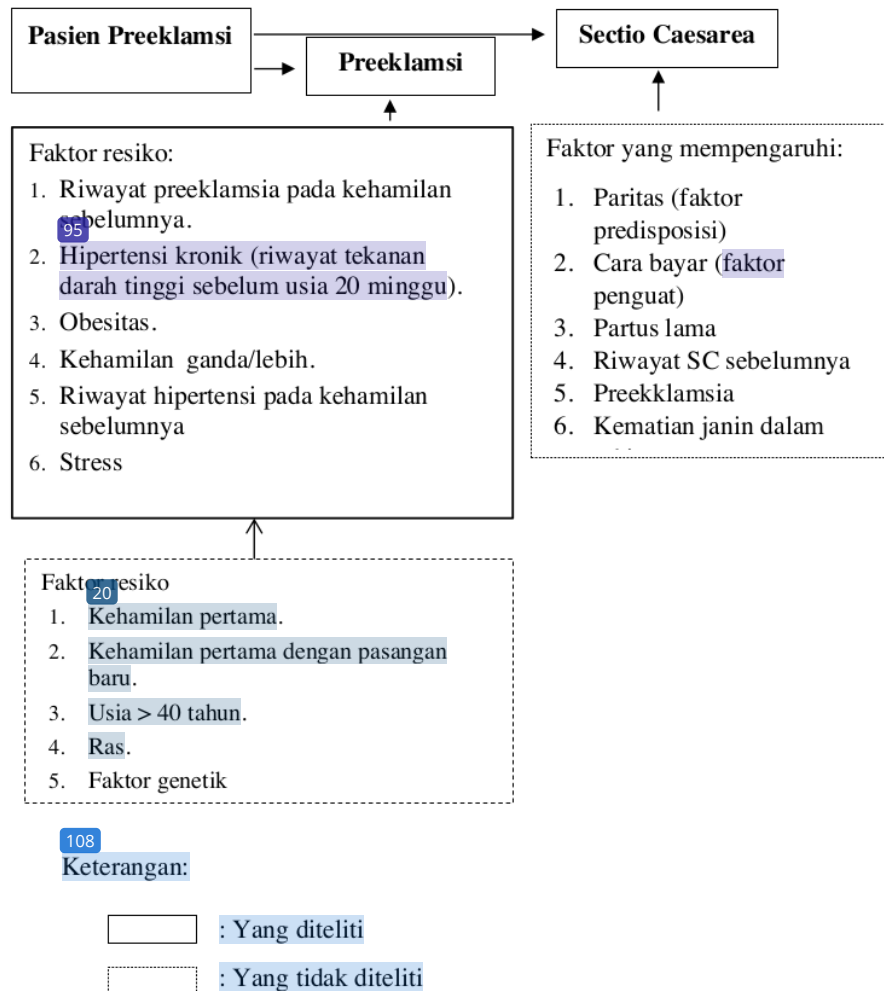 Pasien Preeklamsi
Preeklamsi
Sectio Caesarea
Faktor resiko:
1. Riwayat preeklamsia pada kehamilan
sebelumnya.
95
2. Hipertensi kronik (riwayat tekanan
darah tinggi sebelum usia 20 minggu).
3. Obesitas.
4. Kehamilan ganda/lebih.
5. Riwayat hipertensi pada kehamilan
sebelumnya
6. Stress
Faktor yang mempengaruhi:
1. Paritas (faktor
predisposisi)
2. Cara bayar (faktor
penguat)
3. Partus lama
4. Riwayat SC sebelumnya
5. Preekklamsia
6. Kematian janin dalam
Faktor resiko
20
1. Kehamilan pertama.
2. Kehamilan pertama dengan pasangan
baru.
3. Usia > 40 tahun.
4. Ras.
5. Faktor genetik
108
Keterangan:
: Yang diteliti
: Yang tidak diteliti